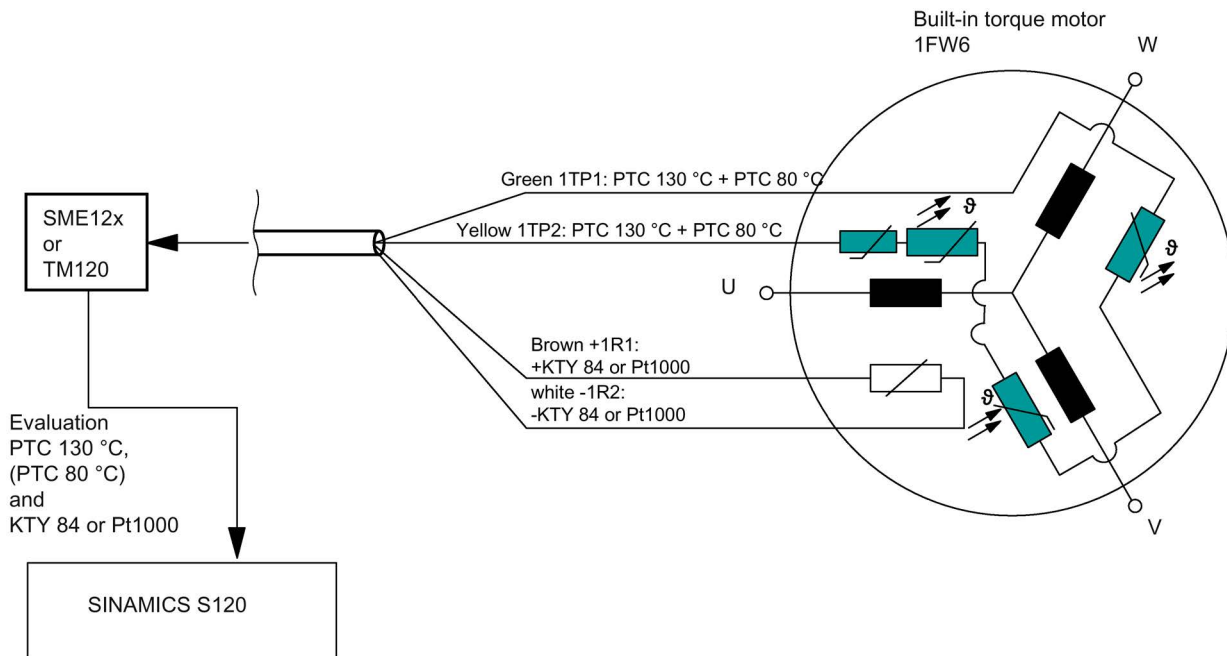 Built-in torque motor
1FW6
W
Green 1TP1: PTC 130 °C + PTC 80 °C
SME12x
or
TM120
Yellow 1TP2: PTC 130 °C + PTC 80 °C
ϑ
ϑ
U
Brown +1R1:
+KTY 84 or Pt1000
white -1R2:
-KTY 84 or Pt1000
ϑ
Evaluation
PTC 130 °C,
(PTC 80 °C)
and
KTY 84 or Pt1000
V
SINAMICS S120